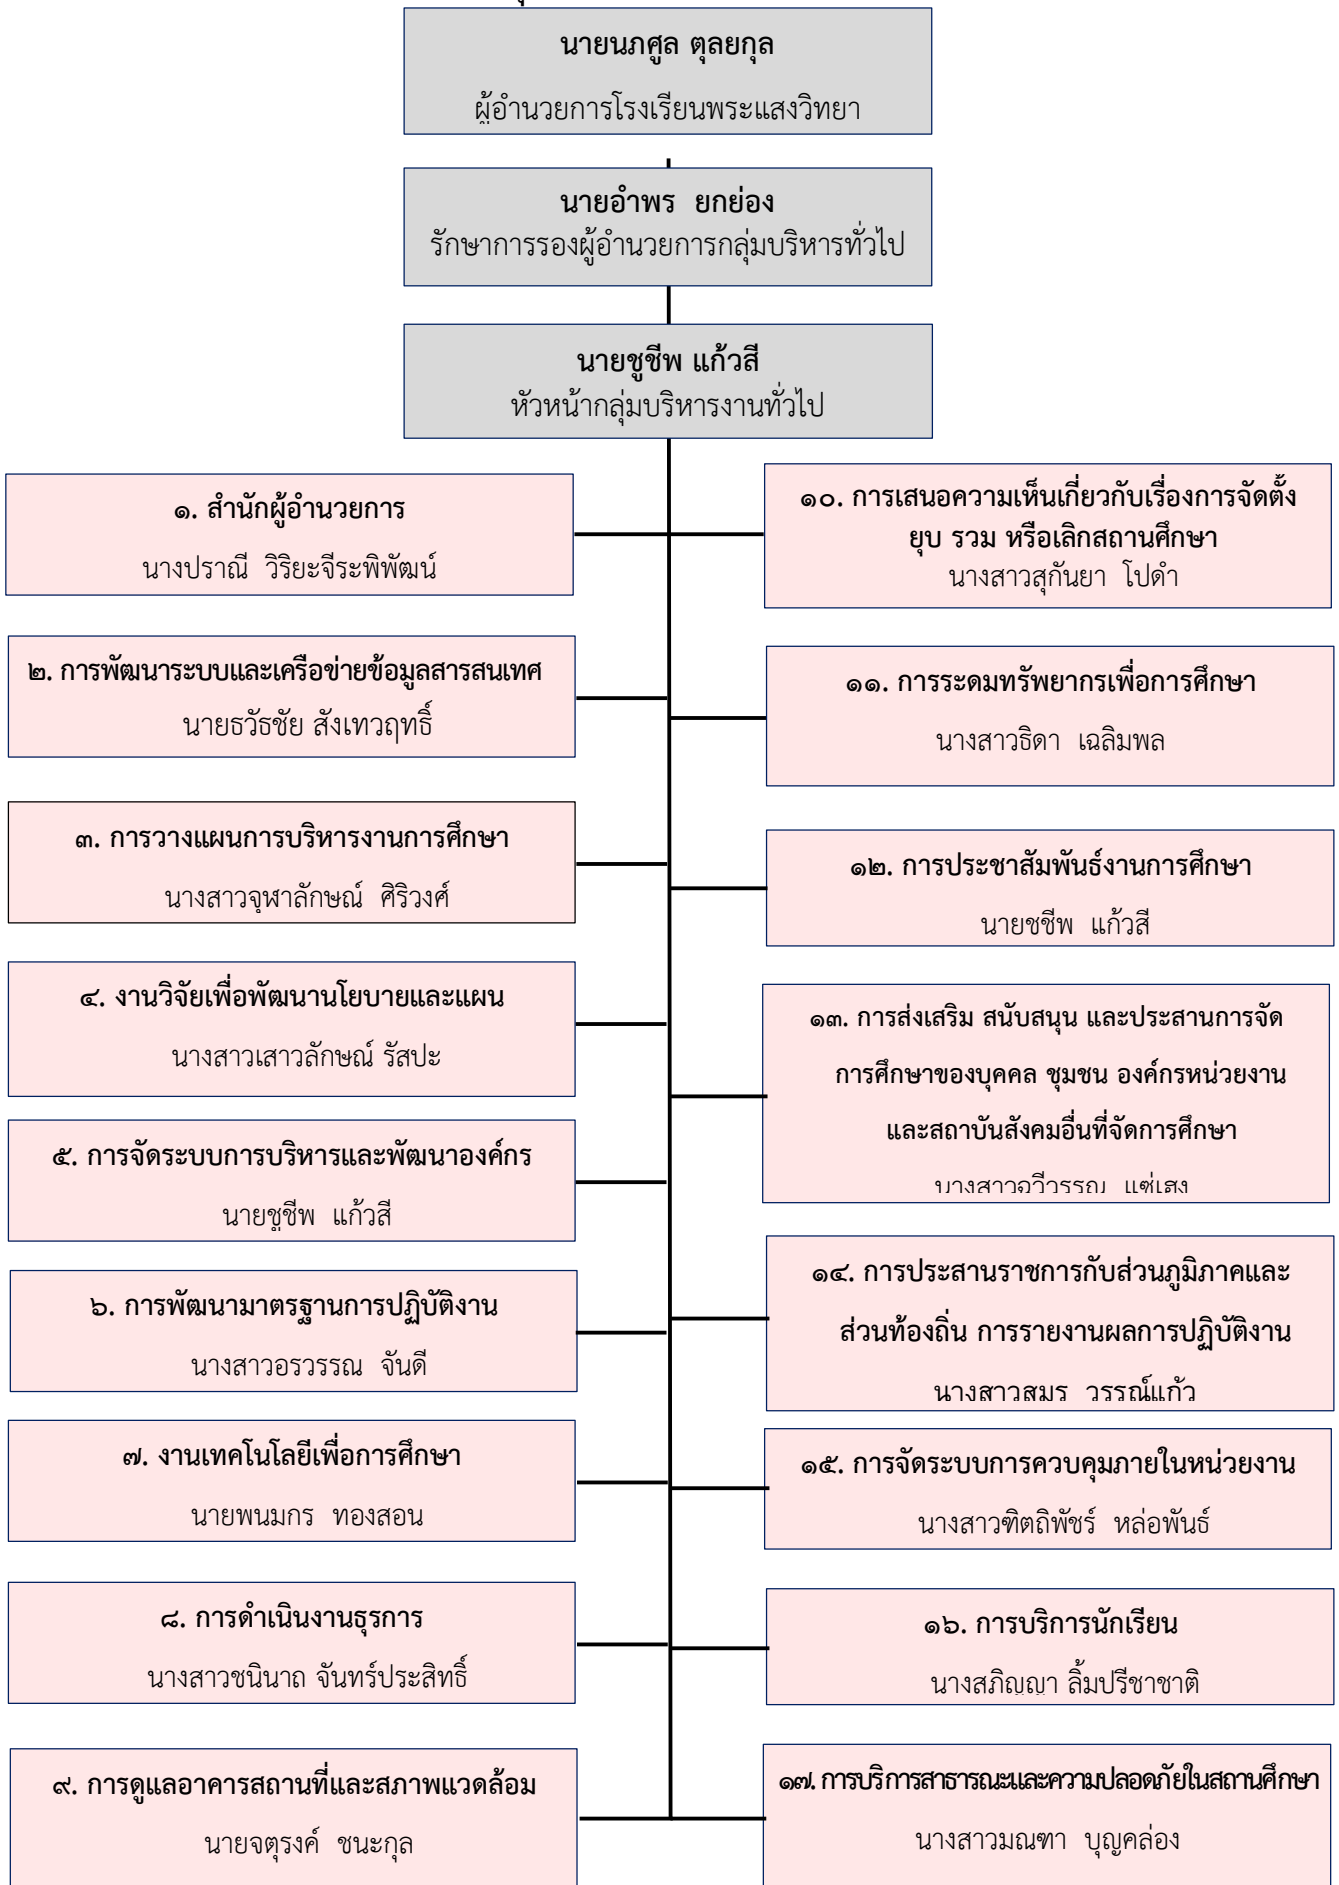 นายนภศูล ตุลยกุล
ผู้อำนวยการโรงเรียนพระแสงวิทยา
นายอำพร ยกย่อง
รักษาการรองผู้อำนวยการกลุ่มบริหารทั่วไป
นายชูชีพ แก้วสี
หัวหน้ากลุ่มบริหารงานทั่วไป
๑. สำนักผู้อำนวยการ
นางปราณี วิริยะจีระพิพัฒน์
๒. การพัฒนาระบบและเครือข่ายข้อมูลสารสนเทศ
นายธวัธชัย สังเทวฤทธิ์
๓. การวางแผนการบริหารงานการศึกษา
นางสาวจุฬาลักษณ์ ศิริวงศ์
๔. งานวิจัยเพื่อพัฒนานโยบายและแผน
นางสาวเสาวลักษณ์ รัสปะ
๕. การจัดระบบการบริหารและพัฒนาองค์กร
นายชูชีพ แก้วสี
๖. การพัฒนามาตรฐานการปฏิบัติงาน
นางสาวอรวรรณ จันดี
๗. งานเทคโนโลยีเพื่อการศึกษา
นายพนมกร ทองสอน
๘. การดำเนินงานธุรการ
นางสาวชนินาถ จันทร์ประสิทธิ์
๙. การดูแลอาคารสถานที่และสภาพแวดล้อม
นายจตุรงค์ ชนะกุล
๑๐. การเสนอความเห็นเกี่ยวกับเรื่องการจัดตั้ง
ยุบ รวม หรือเลิกสถานศึกษา
นางสาวสุกันยา โปดำ
๑๑. การระดมทรัพยากรเพื่อการศึกษา
นางสาวธิดา เฉลิมพล
๑๒. การประชาสัมพันธ์งานการศึกษา
นายชชีพ แก้วสี
๑๓. การส่งเสริม สนับสนุน และประสานการจัด
การศึกษาของบุคคล ชุมชน องค์กรหน่วยงาน
และสถาบันสังคมอื่นที่จัดการศึกษา
นางสาวฉวีวรรณ แซ่เสง
๑๔. การประสานราชการกับส่วนภูมิภาคและ
ส่วนท้องถิ่น การรายงานผลการปฏิบัติงาน
นางสาวสมร วรรณ์แก้ว
๑๕. การจัดระบบการควบคุมภายในหน่วยงาน
นางสาวฑิตถิพัชร์ หล่อพันธ์
๑๖. การบริการนักเรียน
นางสภิญญา ลิ้มปรีชาชาติ
๑๗. การบริการสาธารณะและความปลอดภัยในสถานศึกษา
นางสาวมณฑา บุญคล่อง